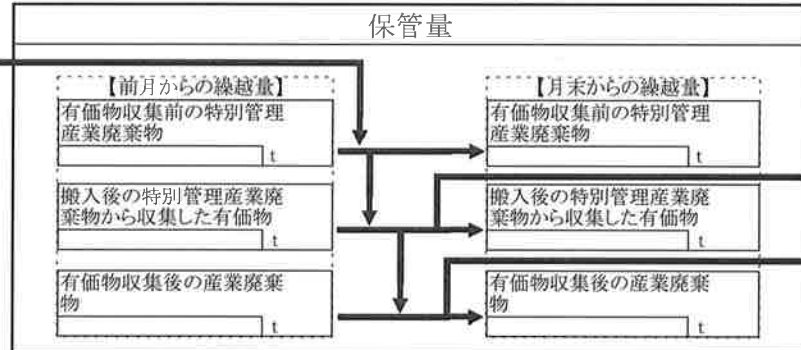 保管量
【前月からの繰越量】
有価物収集前の特別管理
産業廃棄物
t
搬入後の特別管理産業廃
棄物から収集した有価物
t
有価物収集後の産業廃棄
物
t
【月末からの繰越量】
有価物収集前の特別管理
産業廃棄物
t
搬入後の特別管理産業廃
棄物から収集した有価物
t
有価物収集後の産業廃棄
物
t